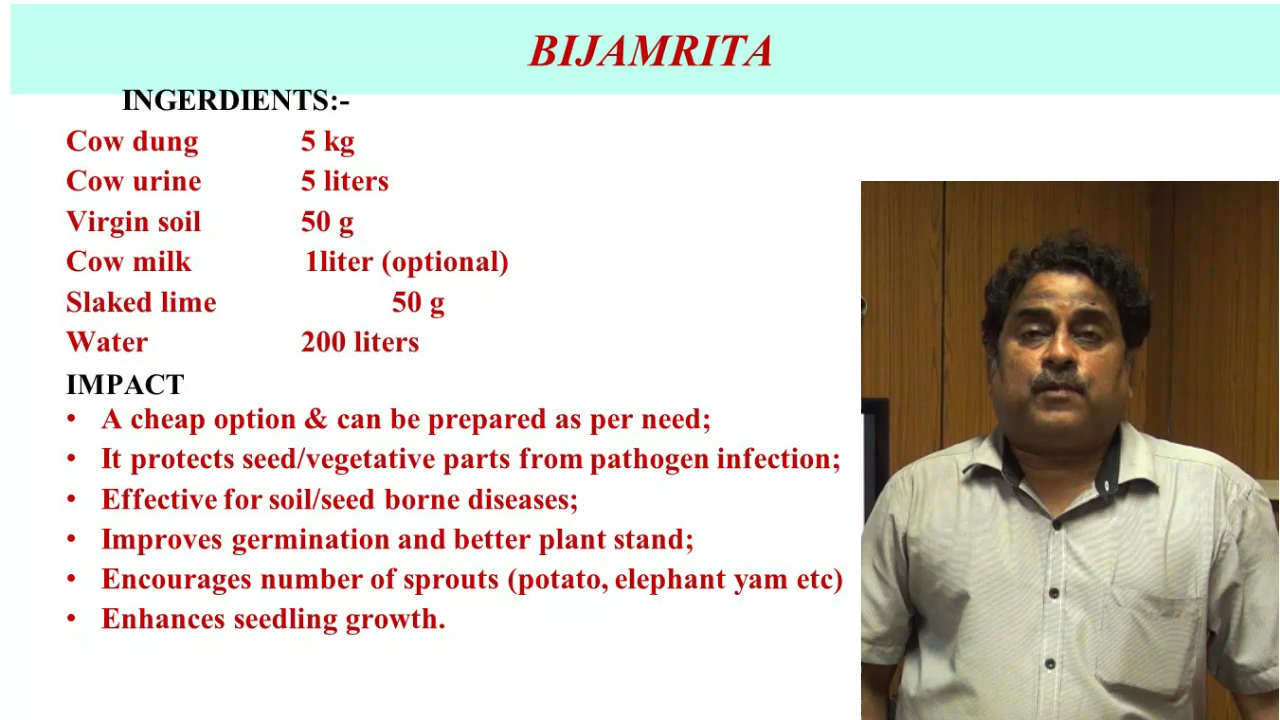 BIJAMRITA
INGERDIENTS:-
Cow dung 5 kg
Cow urine 5 liters
Virgin soil 50 g
Cow milk 1liter (optional)
Slaked lime 50 g
Water 200 liters
IMPACT
• A cheap option & can be prepared as per need;
• It protects seed/vegetative parts from pathogen infection;
• Effective for soil/seed borne diseases;
• Improves germination and better plant stand;
• Encourages number of sprouts (potato, elephant yam etc)
• Enhances seedling growth.